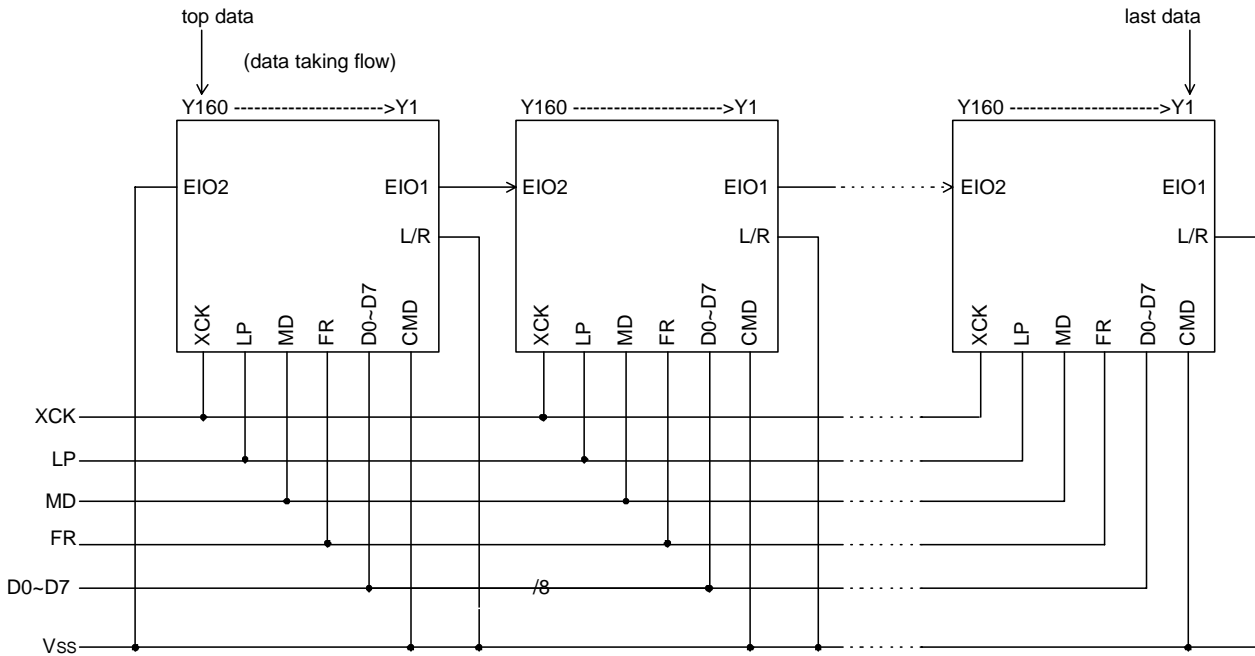 top data
last data
(data taking flow)
Y160 ------------------->Y1
Y160 ------------------->Y1
Y160 ------------------->Y1
EIO2
EIO1
EIO2
EIO1
EIO2
EIO1
L/R
L/R
L/R
XCK
LP
MD
FR
D0~D7
CMD
XCK
LP
MD
FR
D0~D7
CMD
XCK
LP
MD
FR
D0~D7
CMD
XCK
LP
MD
FR
D0~D7
/8
VSS